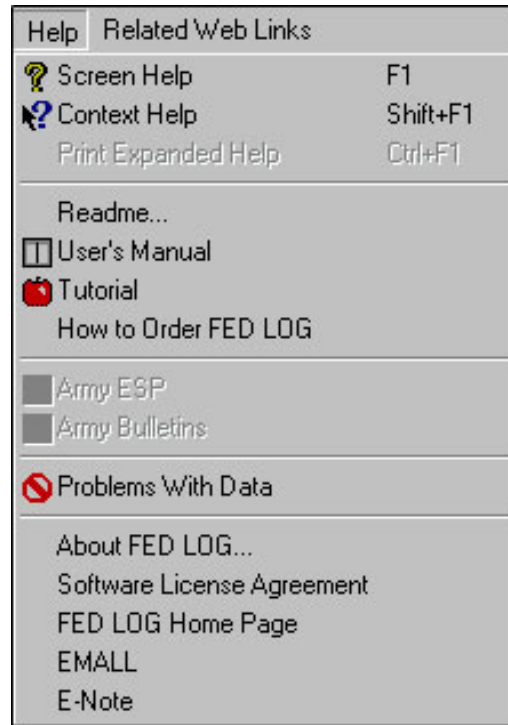 Help Related Web Links
Screen Help F1
Context Help Shift+F1
Print Expanded Help Ctrl+F1
Readme...
User's Manual
Tutorial
How to Order FED LOG
Army ESP
Army Bulletins
Problems With Data
About FED LOG...
Software License Agreement
FED LOG Home Page
EMALL
E-Note